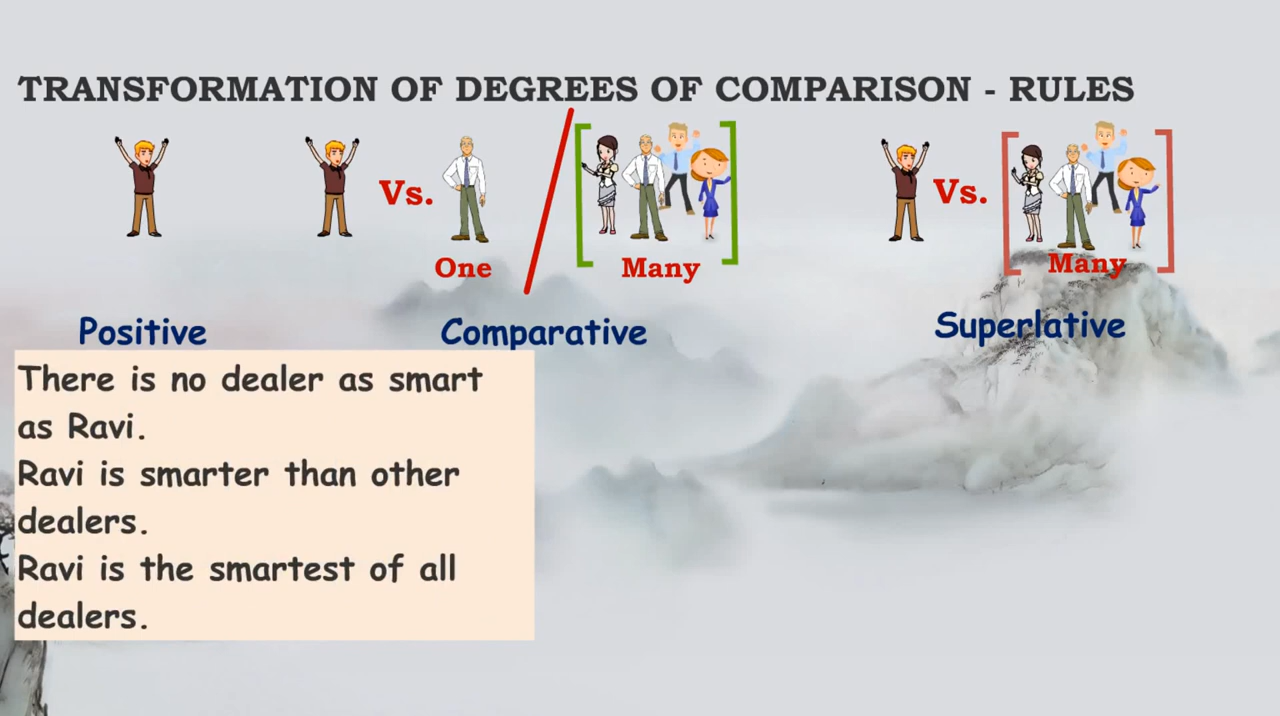 TRANSFORMATION OF DEGREES OF COMPARISON - RULES
Vs.
Vs.
One
Many
Many
Positive
Comparative
Superlative
There is no dealer as smart
as Ravi.
Ravi is smarter than other
dealers.
Ravi is the smartest of all
dealers.